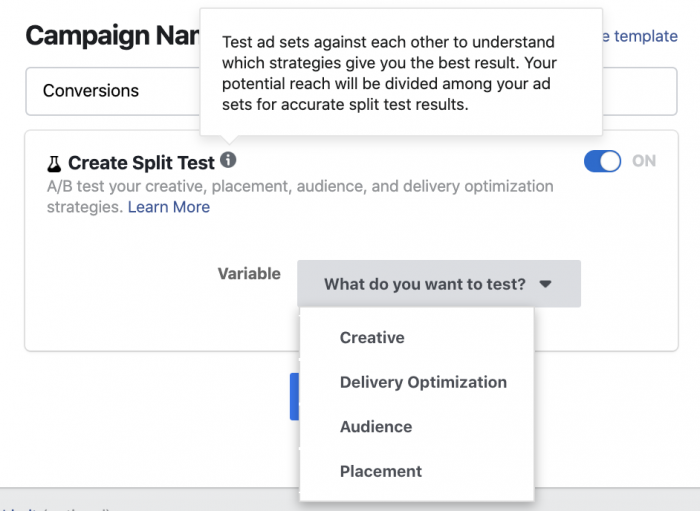 Campaign Nar
Test ad sets against each other to understand
which strategies give you the best result. Your
potential reach will be divided among your ad
sets for accurate split test results.
e template
Conversions
Create Split Test
ON
A/B test your creative, placement, audience, and delivery optimization
strategies. Learn More
Variable
What do you want to test?
Creative
Delivery Optimization
Audience
Placement